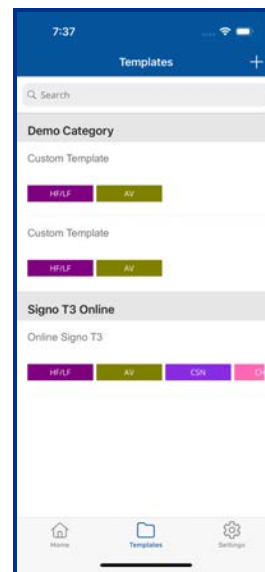 7:37
Templates +
Search
Demo Category
Custom Template
HF/LF AV
Custom Template
HF/LF AV
Signo T3 Online
Online Signo T3
HF/LF AV CSN CH
Home Templates Settings